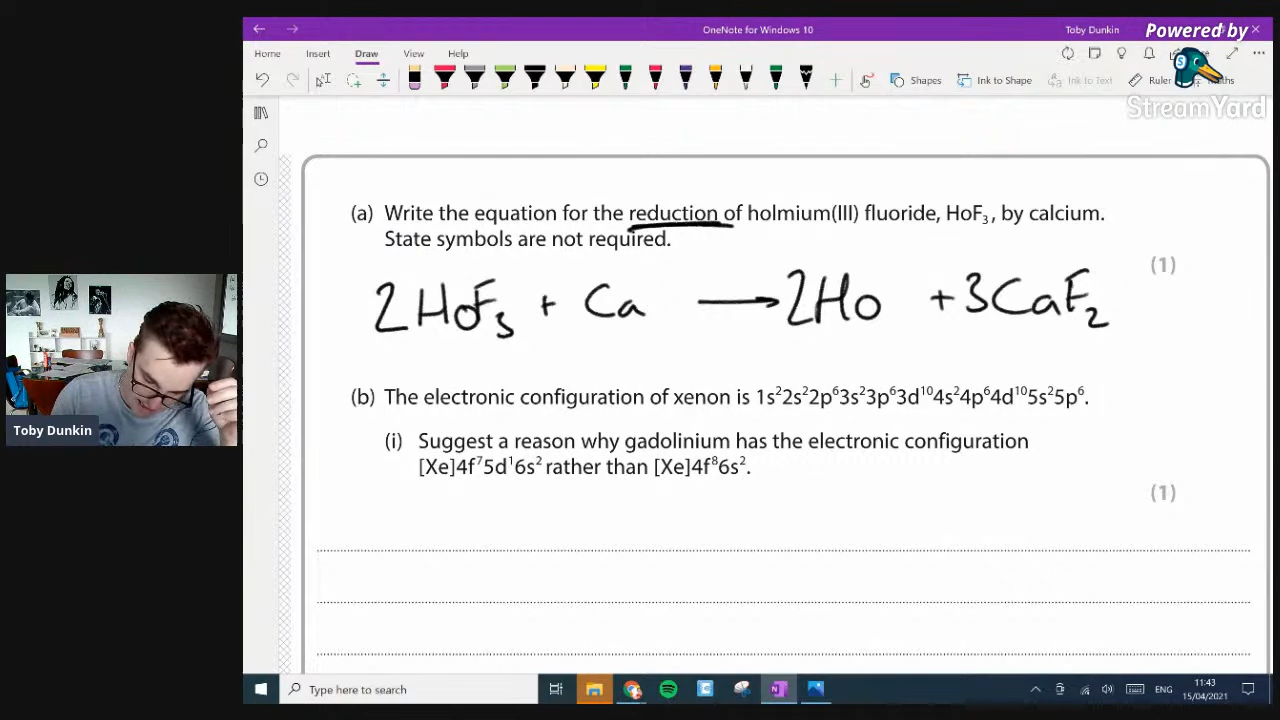 OneNote for Windows 10
Toby Dunkin
Powered by
Home Insert Draw View Help
Shapes Ink to Shape Ink to Text Ruler
StreamYard
(a) Write the equation for the reduction of holmium(III) fluoride, HoF₃, by calcium.
State symbols are not required.
(1)
2HoF₃ + Ca ⟶ 2Ho + 3CaF₂
(b) The electronic configuration of xenon is 1s²2s²2p⁶3s²3p⁶3d¹⁰4s²4p⁶4d¹⁰5s²5p⁶.
(i) Suggest a reason why gadolinium has the electronic configuration
[Xe]4f⁷5d¹6s² rather than [Xe]4f⁸6s².
(1)
Toby Dunkin
Type here to search
ENG
11:43
15/04/2021